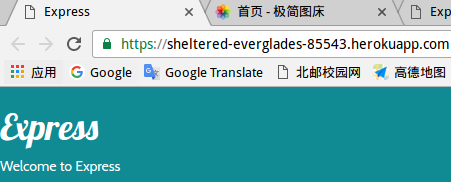 Express
首页 - 极简图床
Exp
https://sheltered-everglades-85543.herokuapp.com
应用
Google
Google Translate
北邮校园网
高德地图
Express
Welcome to Express